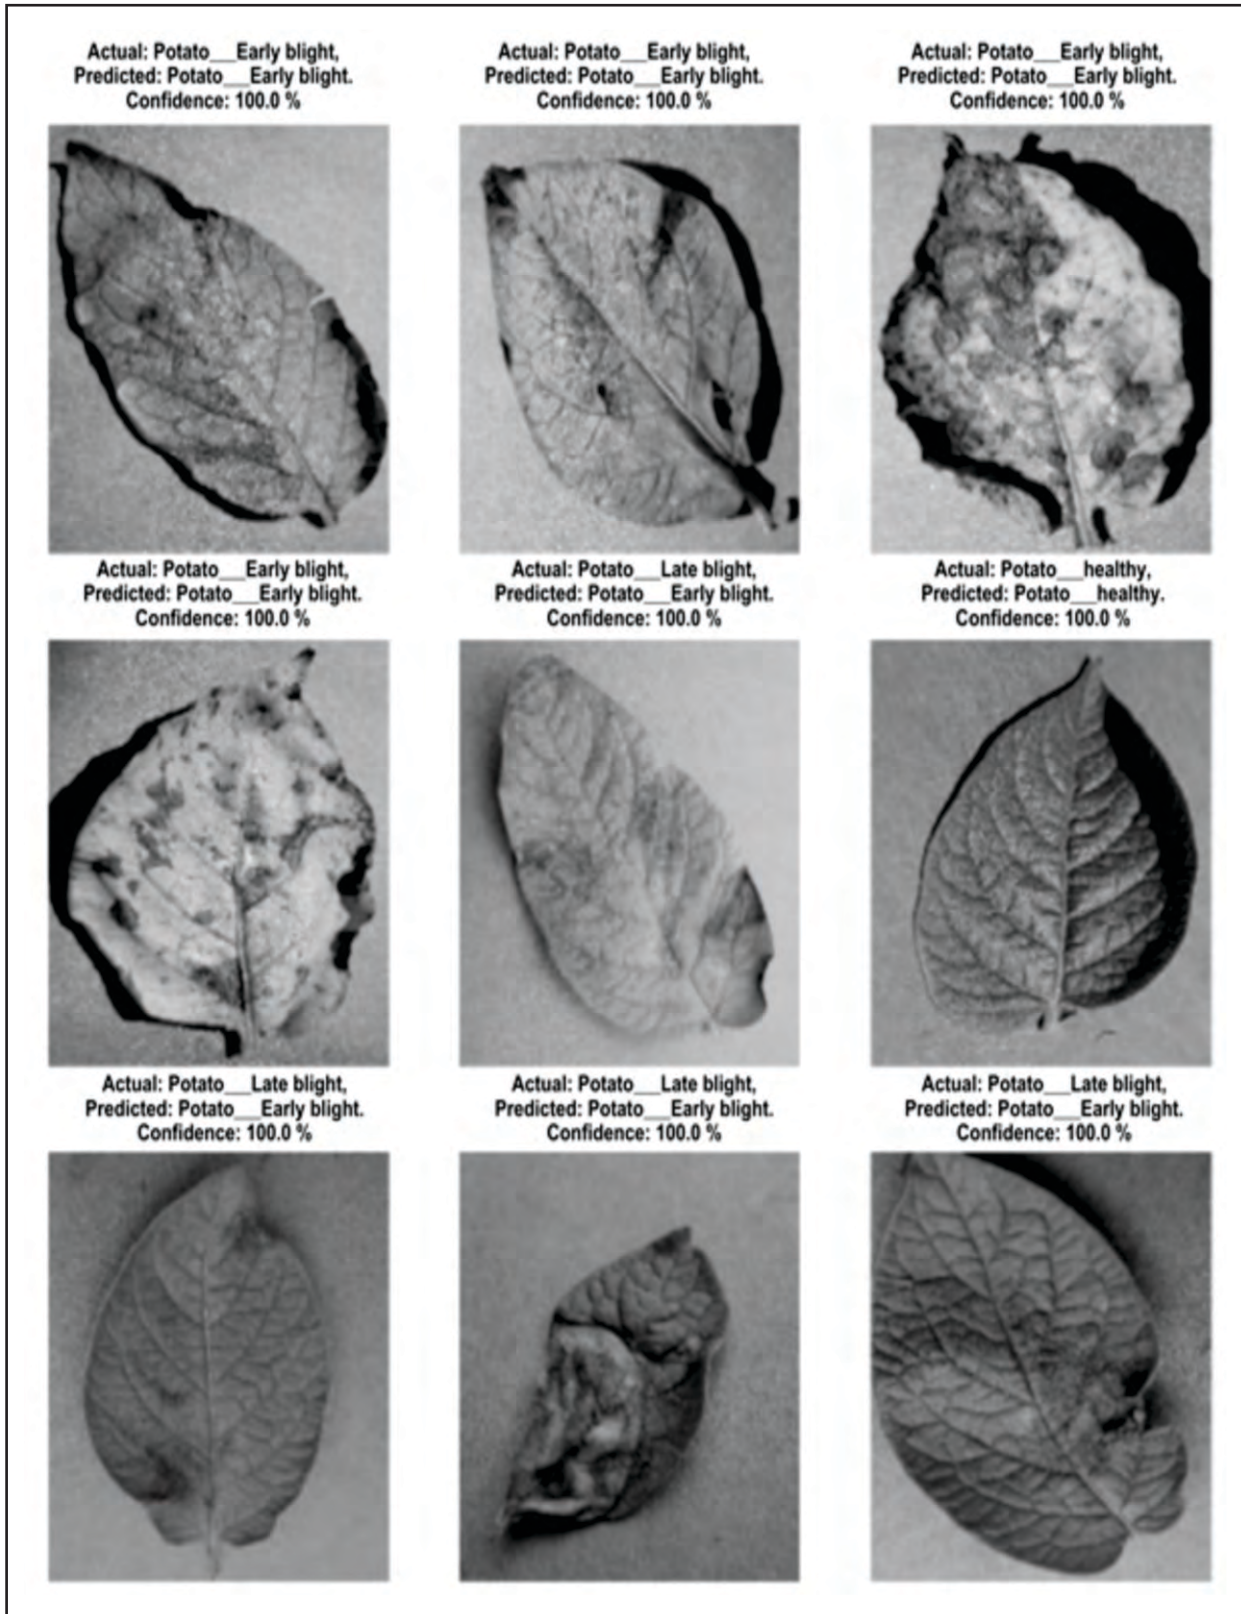 Actual: Potato___Early blight,
Predicted: Potato___Early blight.
Confidence: 100.0 %
Actual: Potato___Early blight,
Predicted: Potato___Early blight.
Confidence: 100.0 %
Actual: Potato___Early blight,
Predicted: Potato___Early blight.
Confidence: 100.0 %
Actual: Potato___Early blight,
Predicted: Potato___Early blight.
Confidence: 100.0 %
Actual: Potato___Late blight,
Predicted: Potato___Early blight.
Confidence: 100.0 %
Actual: Potato___healthy,
Predicted: Potato___healthy.
Confidence: 100.0 %
Actual: Potato___Late blight,
Predicted: Potato___Early blight.
Confidence: 100.0 %
Actual: Potato___Late blight,
Predicted: Potato___Early blight.
Confidence: 100.0 %
Actual: Potato___Late blight,
Predicted: Potato___Early blight.
Confidence: 100.0 %